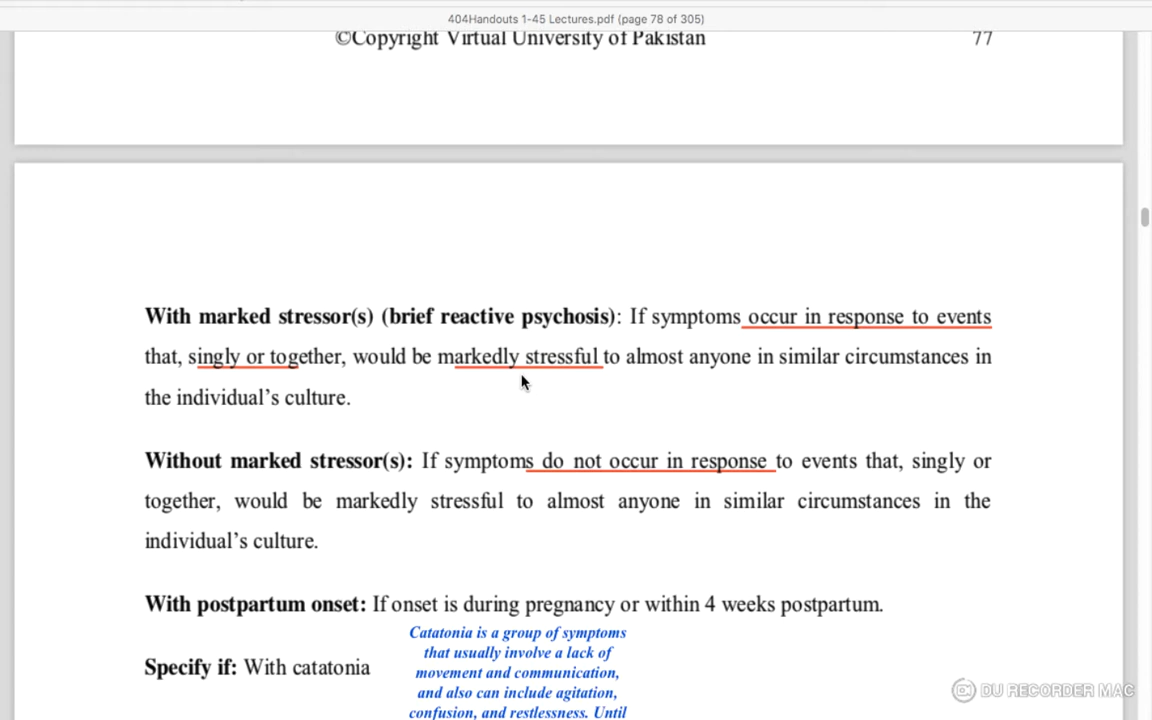 404Handouts 1-45 Lectures.pdf (page 78 of 305)
©Copyright Virtual University of Pakistan 77
With marked stressor(s) (brief reactive psychosis): If symptoms occur in response to events
that, singly or together, would be markedly stressful to almost anyone in similar circumstances in
the individual’s culture.
Without marked stressor(s): If symptoms do not occur in response to events that, singly or
together, would be markedly stressful to almost anyone in similar circumstances in the
individual’s culture.
With postpartum onset: If onset is during pregnancy or within 4 weeks postpartum.
Catatonia is a group of symptoms
that usually involve a lack of
movement and communication,
and also can include agitation,
confusion, and restlessness. Until
Specify if: With catatonia
DU RECORDER MAC